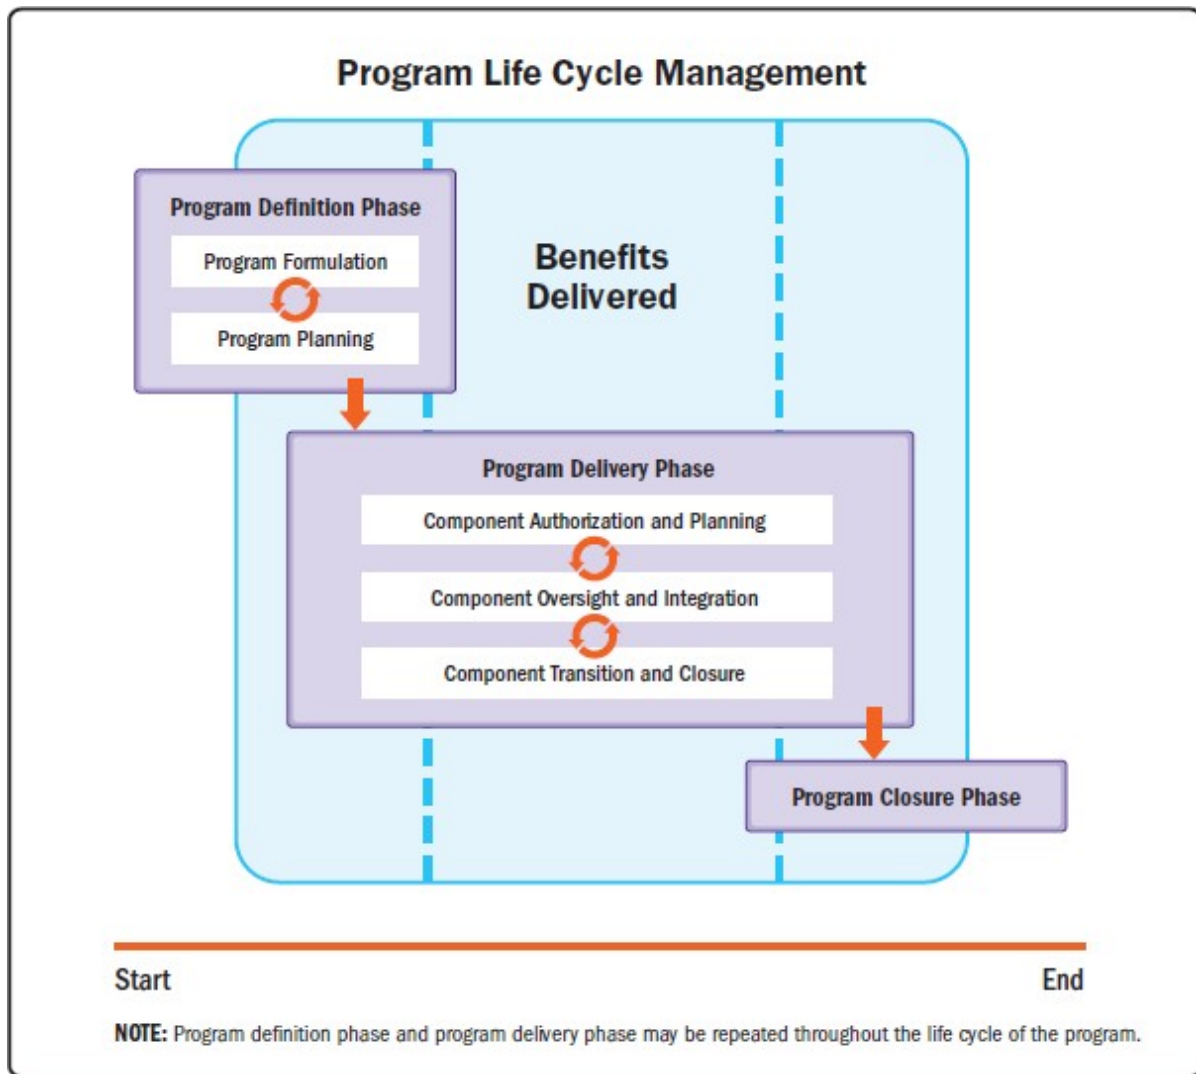 Program Life Cycle Management
Program Definition Phase
Program Formulation
Program Planning
Benefits
Delivered
Program Delivery Phase
Component Authorization and Planning
Component Oversight and Integration
Component Transition and Closure
Program Closure Phase
Start
End
NOTE: Program definition phase and program delivery phase may be repeated throughout the life cycle of the program.